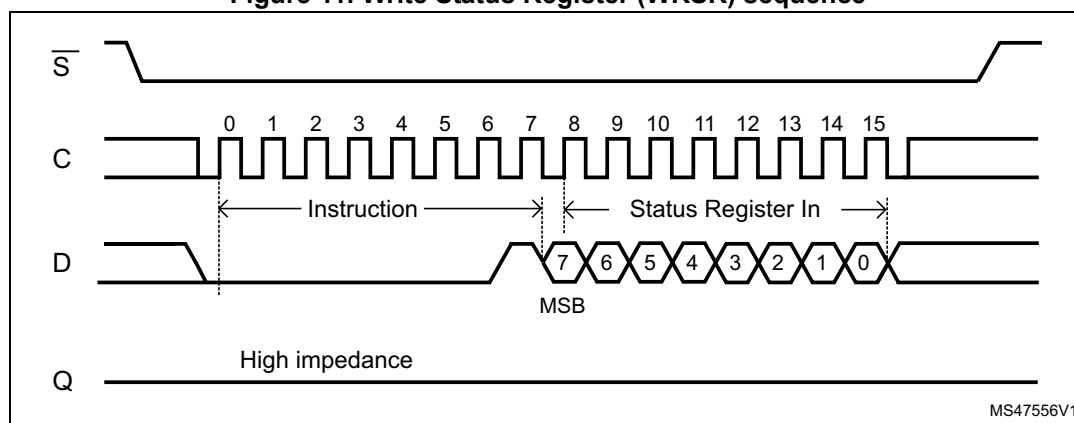 Figure 11. Write Status Register (WRSR) sequence
S
0 1 2 3 4 5 6 7 8 9 10 11 12 13 14 15
C
Instruction Status Register In
D 7 6 5 4 3 2 1 0
MSB
High impedance
Q
MS47556V1